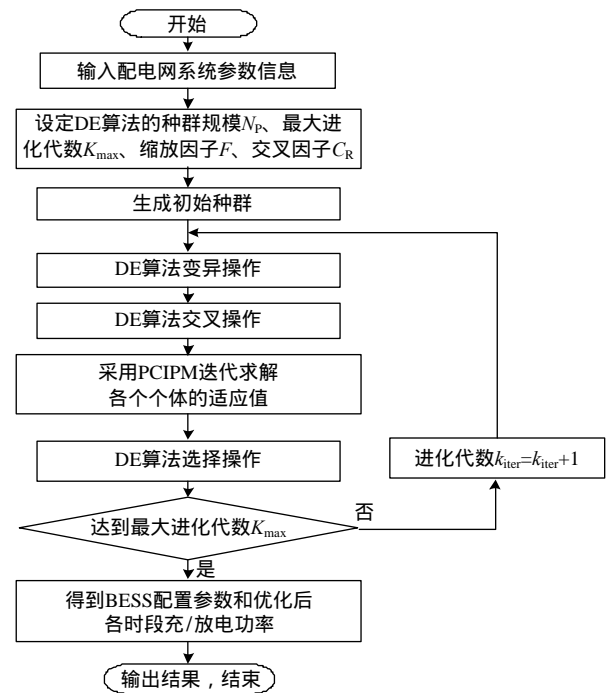 开始
输入配电网系统参数信息
设定DE算法的种群规模N_P、最大进
化代数K_max、缩放因子F、交叉因子C_R
生成初始种群
DE算法变异操作
DE算法交叉操作
采用PCIPM迭代求解
各个个体的适应值
DE算法选择操作
进化代数k_iter=k_iter+1
达到最大进化代数K_max
否
是
得到BESS配置参数和优化后
各时段充/放电功率
输出结果，结束